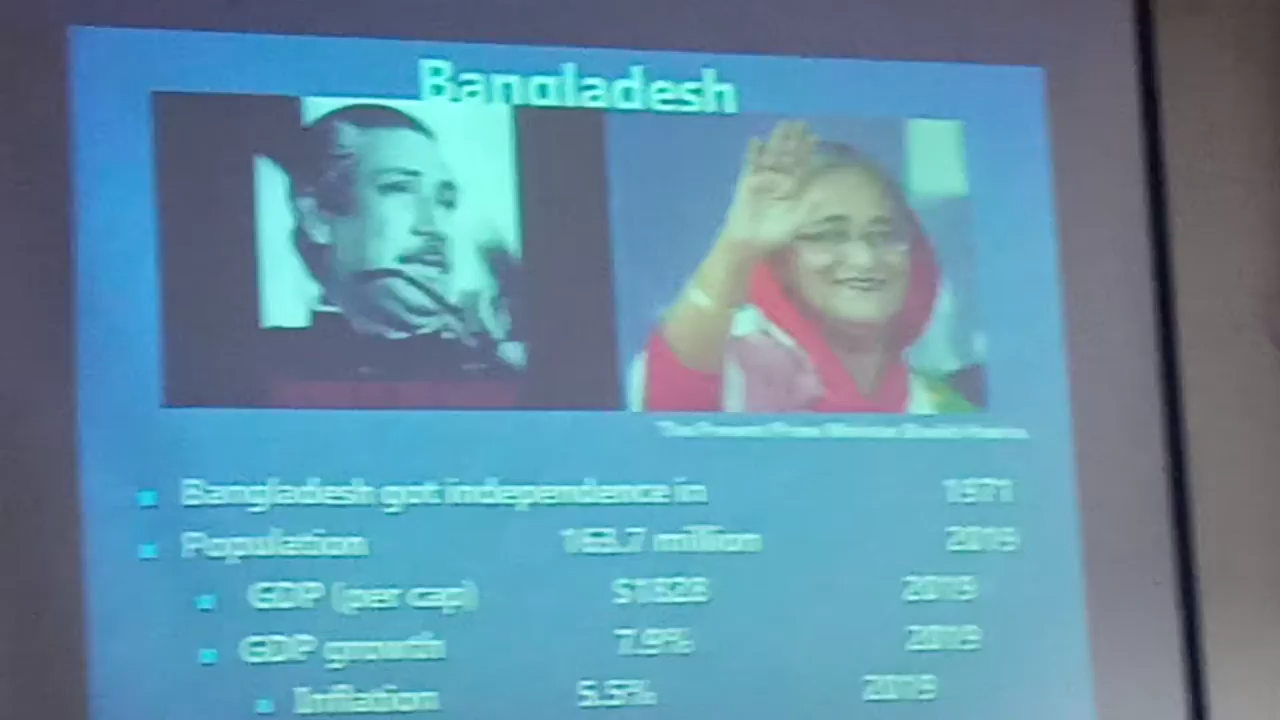 Bangladesh
Bangladesh got independence in 1971
Population 163.7 million 2019
GDP (per cap) $1828 2019
GDP growth 7.9% 2019
Inflation 5.5% 2019